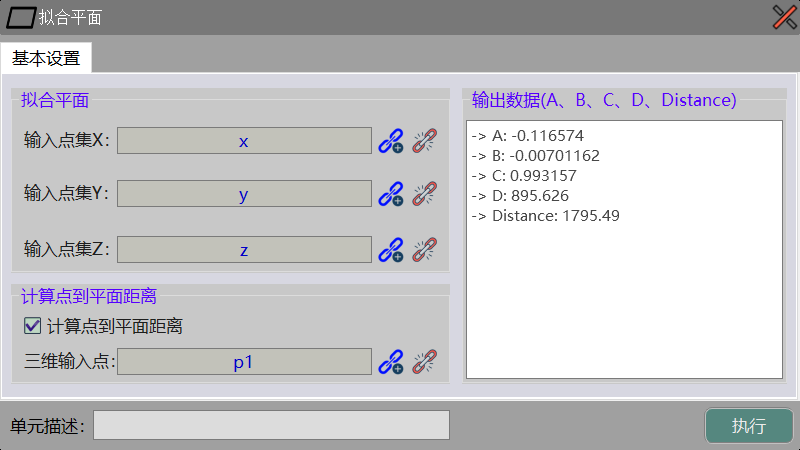 拟合平面
基本设置
拟合平面
输入点集X:
x
输入点集Y:
y
输入点集Z:
z
计算点到平面距离
计算点到平面距离
三维输入点:
p1
输出数据(A、B、C、D、Distance)
-> A: -0.116574
-> B: -0.00701162
-> C: 0.993157
-> D: 895.626
-> Distance: 1795.49
单元描述:
执行